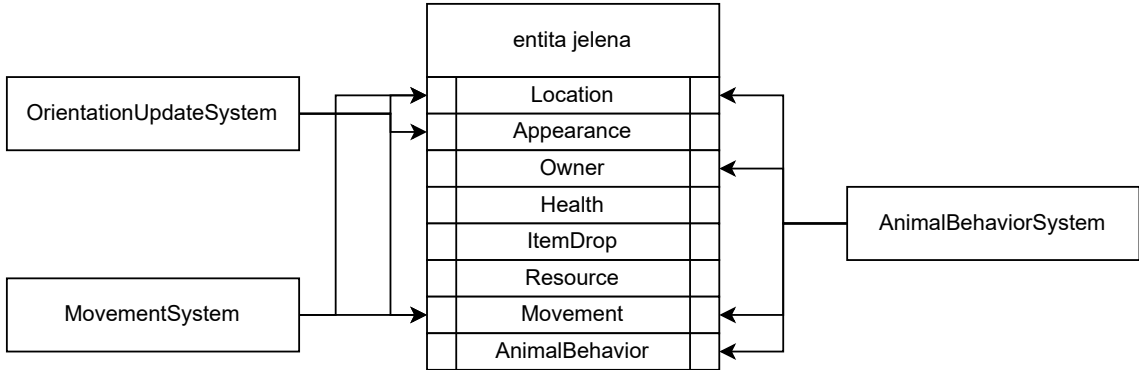 entita jelena
OrientationUpdateSystem
Location
Appearance
Owner
Health
ItemDrop
Resource
Movement
AnimalBehavior
MovementSystem
AnimalBehaviorSystem